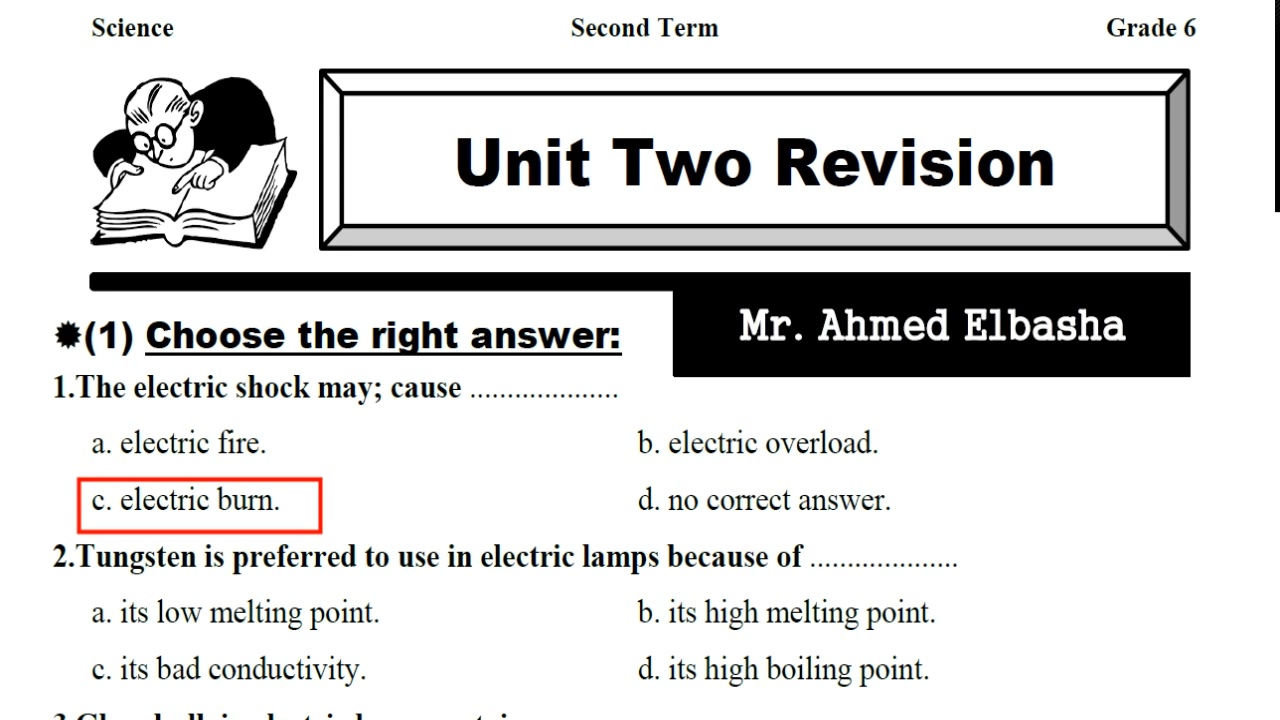 Science Second Term Grade 6
Unit Two Revision
Mr. Ahmed Elbasha
(1) Choose the right answer:
1.The electric shock may; cause ....................
a. electric fire. b. electric overload.
c. electric burn. d. no correct answer.
2.Tungsten is preferred to use in electric lamps because of ....................
a. its low melting point. b. its high melting point.
c. its bad conductivity. d. its high boiling point.